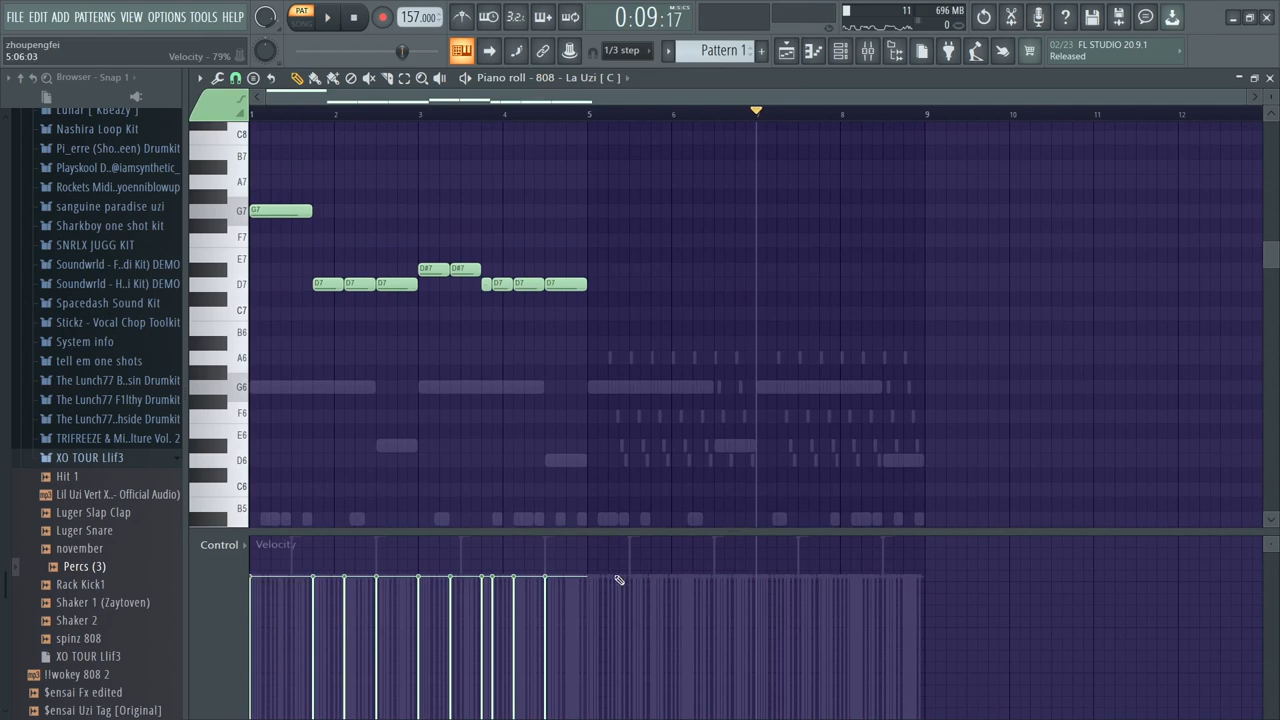 FILE EDIT ADD PATTERNS VIEW OPTIONS TOOLS HELP
PAT
SONG
157.000
3.2
0:09:17
M:S:CS
11
696 MB
0
zhoupengfei
5:06:03
Velocity - 79%
1/3 step
Pattern 1
02/23 FL STUDIO 20.9.1
Released
Browser - Snap 1
Piano roll - 808 - La Uzi [ C ]
Lunar [ KBeazy ]
Nashira Loop Kit
Pi_erre (Sho..een) Drumkit
Playskool D..@iamsynthetic_
Rockets Midi..yoenniblowup
sanguine paradise uzi
Sharkboy one shot kit
SNRLX JUGG KIT
Soundwrld - F..di Kit) DEMO
Soundwrld - F..di Kit) DEMO
Spacedash Sound Kit
Stickz - Vocal Chop Toolkit
System info
tell em one shots
The Lunch77 B..sin Drumkit
The Lunch77 F1lthy Drumkit
The Lunch77..hside Drumkit
TRIPFEEZE & Mi..lture Vol. 2
XO TOUR Llif3
Hit 1
Lil Uzi Vert X..- Official Audio)
Luger Slap Clap
Luger Snare
november
Percs (3)
Rack Kick1
Shaker 1 (Zaytoven)
Shaker 2
spinz 808
XO TOUR Llif3
!!wokey 808 2
$ensai Fx edited
$ensai Uzi Tag [Original]
1 2 3 4 5 6 7 8 9 10 11 12
C8
B7
A7
G7 G7
F7
E7 D#7 D#7
D7 D7 D7 D7 D7 D7 D7
C7
B6
A6
G6
F6
E6
D6
C6
B5
Control Velocity